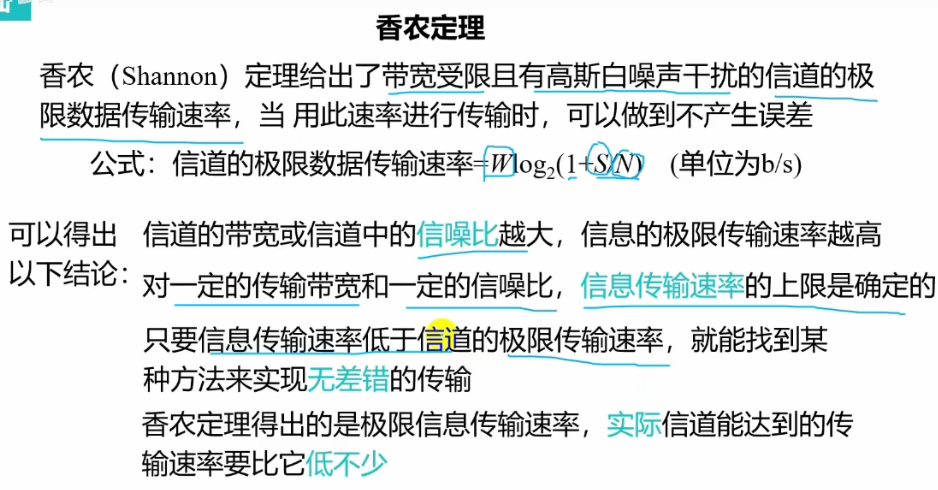 香农定理
香农（Shannon）定理给出了带宽受限且有高斯白噪声干扰的信道的极
限数据传输速率，当 用此速率进行传输时，可以做到不产生误差
公式：信道的极限数据传输速率=Wlog₂(1+S/N) (单位为b/s)
可以得出 信道的带宽或信道中的信噪比越大，信息的极限传输速率越高
以下结论：
对一定的传输带宽和一定的信噪比，信息传输速率的上限是确定的
只要信息传输速率低于信道的极限传输速率，就能找到某
种方法来实现无差错的传输
香农定理得出的是极限信息传输速率，实际信道能达到的传
输速率要比它低不少